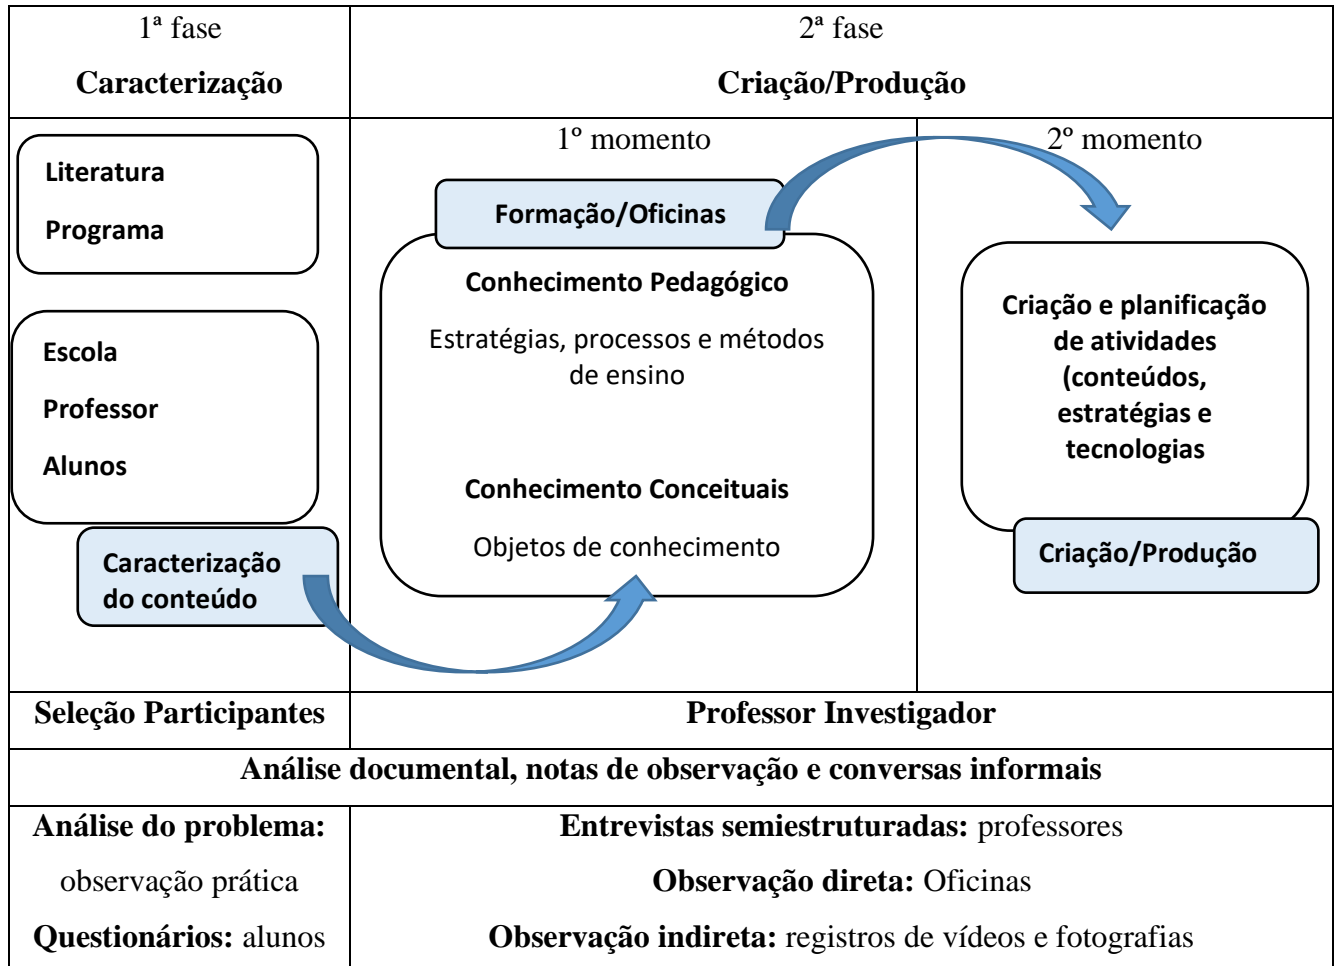 1ª fase
Caracterização
2ª fase
Criação/Produção
Literatura
Programa
Escola
Professor
Alunos
Caracterização
do conteúdo
1º momento
Formação/Oficinas
Conhecimento Pedagógico
Estratégias, processos e métodos
de ensino
Conhecimento Conceituais
Objetos de conhecimento
2º momento
Criação e planificação
de atividades
(conteúdos,
estratégias e
tecnologias
Criação/Produção
Seleção Participantes
Professor Investigador
Análise documental, notas de observação e conversas informais
Análise do problema:
observação prática
Questionários: alunos
Entrevistas semiestruturadas: professores
Observação direta: Oficinas
Observação indireta: registros de vídeos e fotografias